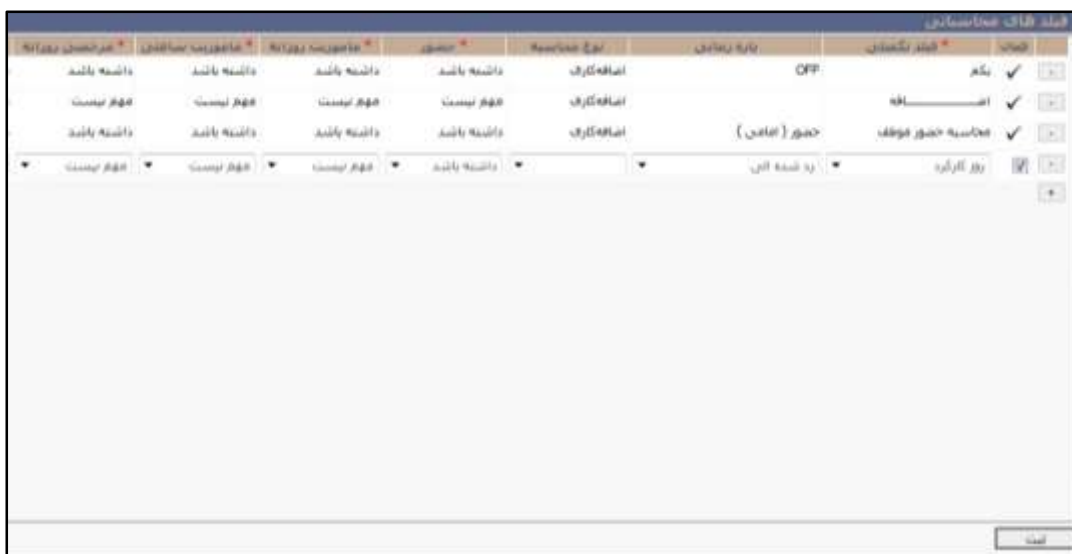 فیلد های محاسباتی
فعال * فیلد تکمیلی بازه زمانی نوع محاسبه * حضور * ماموریت روزانه * ماموریت ساعتی * مرخصی روزانه
یکم OFF اضافه‌کاری داشته باشد داشته باشد داشته باشد داشته باشد
اضـــــــــــافه اضافه‌کاری مهم نیست مهم نیست مهم نیست مهم نیست
محاسبه حضور موظف حضور ( امامی ) اضافه‌کاری داشته باشد داشته باشد داشته باشد داشته باشد
روز کارکرد رد شده الی داشته باشد مهم نیست مهم نیست مهم نیست
+
ثبت